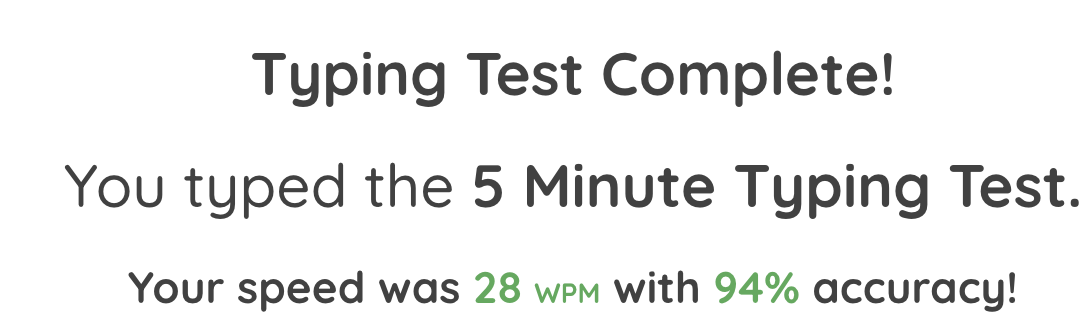 Typing Test Complete!
You typed the 5 Minute Typing Test.
Your speed was 28 WPM with 94% accuracy!